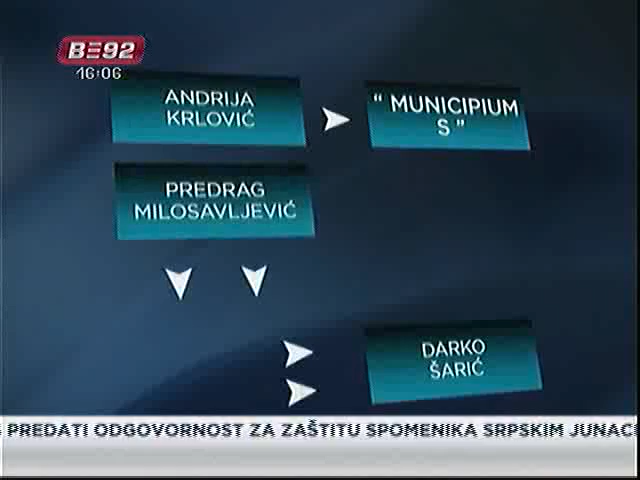 B92
16:06
ANDRIJA
KRLOVIĆ
" MUNICIPIUM
S "
PREDRAG
MILOSAVLJEVIĆ
DARKO
ŠARIĆ
PREDATI ODGOVORNOST ZA ZAŠTITU SPOMENIKA SRPSKIM JUNAC